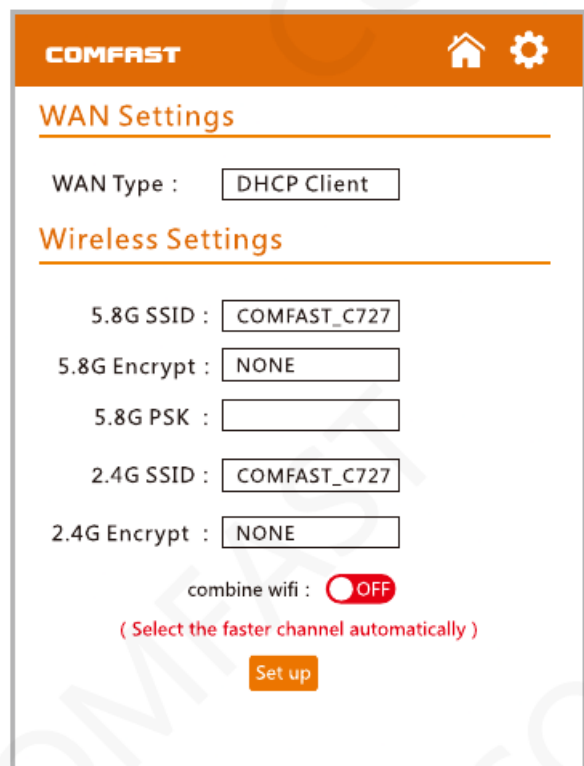 COMFAST
WAN Settings
WAN Type : DHCP Client
Wireless Settings
5.8G SSID : COMFAST_C727
5.8G Encrypt : NONE
5.8G PSK :
2.4G SSID : COMFAST_C727
2.4G Encrypt : NONE
combine wifi : OFF
( Select the faster channel automatically )
Set up
COMFAST